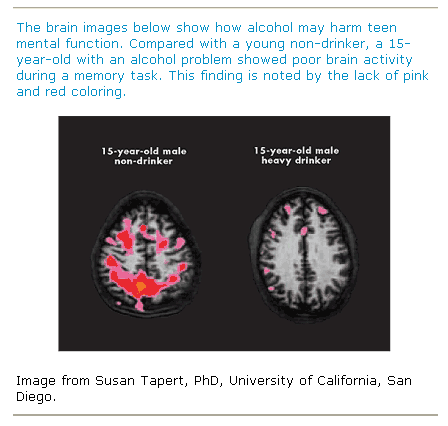 The brain images below show how alcohol may harm teen
mental function. Compared with a young non-drinker, a 15-
year-old with an alcohol problem showed poor brain activity
during a memory task. This finding is noted by the lack of pink
and red coloring.
15-year-old male
non-drinker
15-year-old male
heavy drinker
Image from Susan Tapert, PhD, University of California, San
Diego.